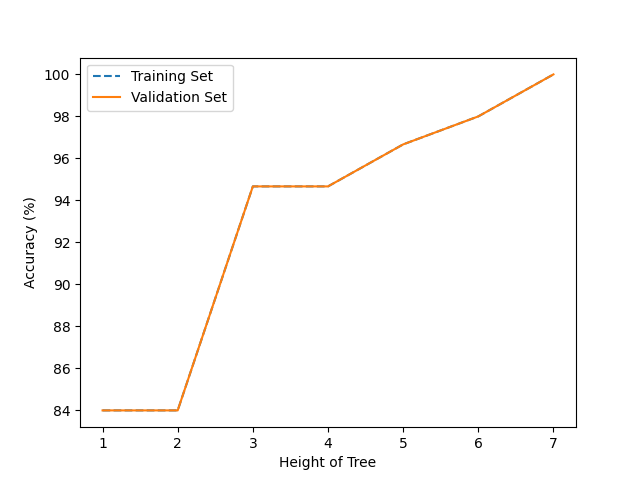 Training Set
Validation Set
100
98
96
94
92
90
88
86
84
Accuracy (%)
1 2 3 4 5 6 7
Height of Tree